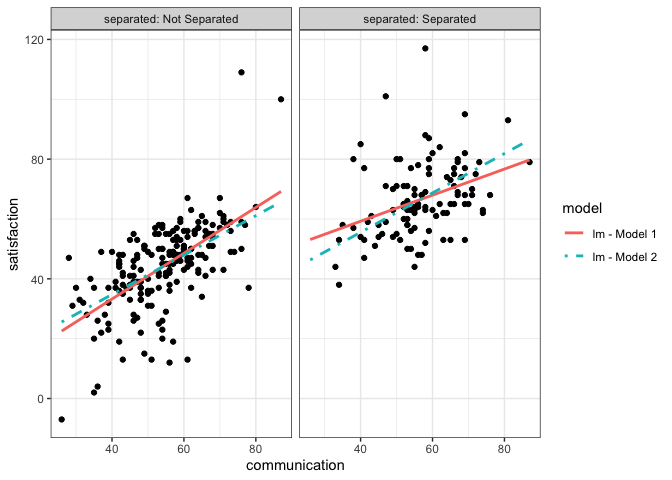 separated: Not Separated
separated: Separated
120
80
40
0
satisfaction
40
60
80
40
60
80
communication
model
lm - Model 1
lm - Model 2